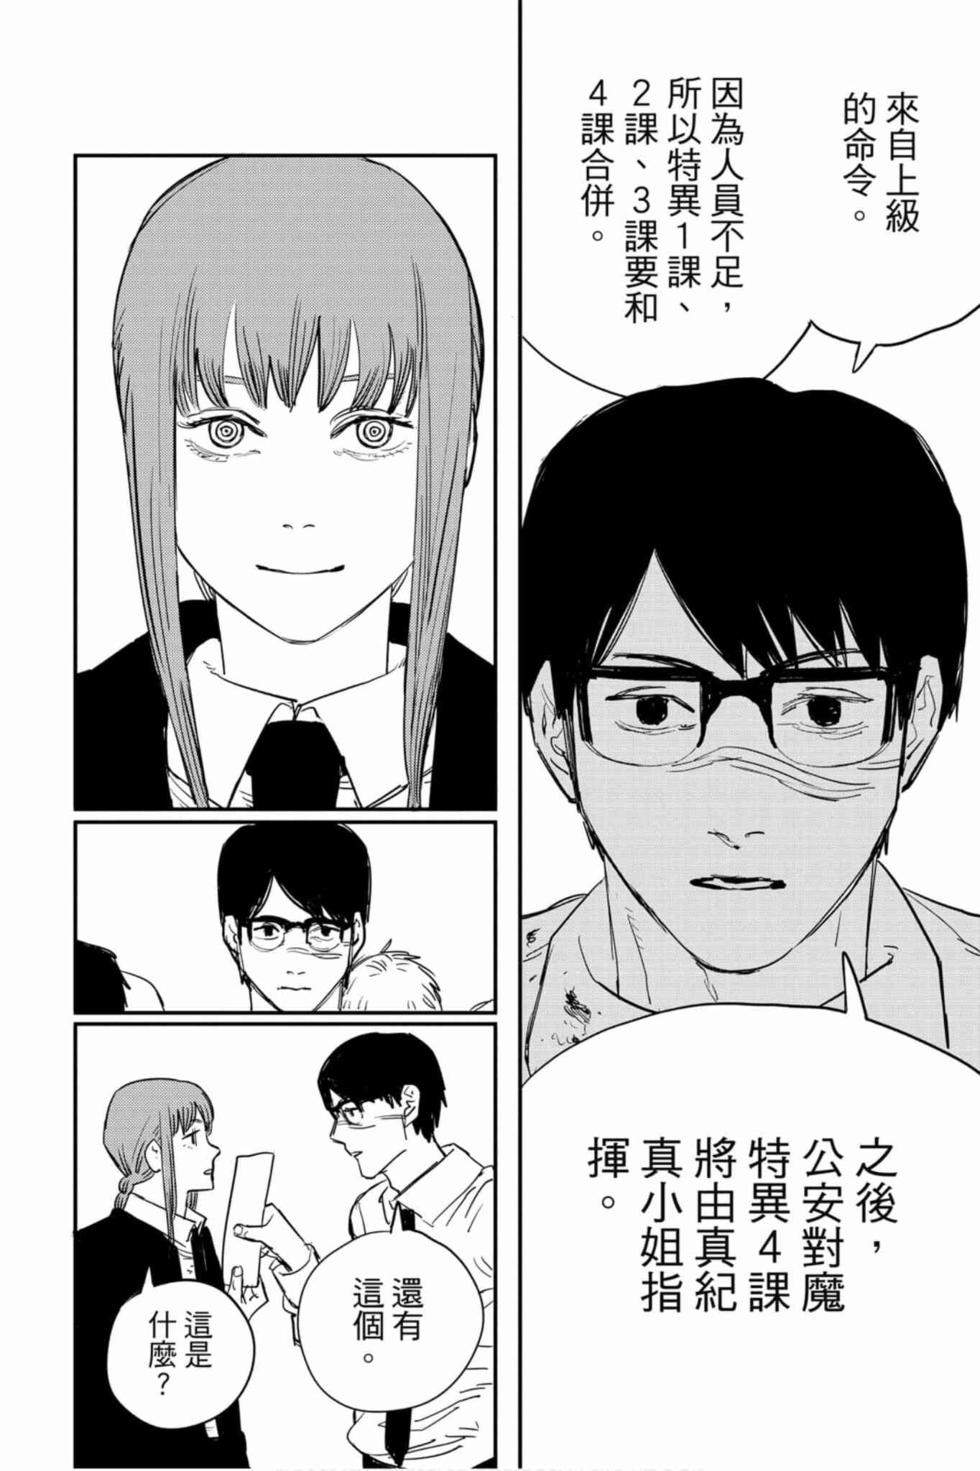 來自上級
的命令。
因為人員不足，
所以特異1課、
2課、3課要和
4課合併。
之後，
公安對魔
特異4課
將由真紀
真小姐指
揮。
還有
這個。
這是
什麼？